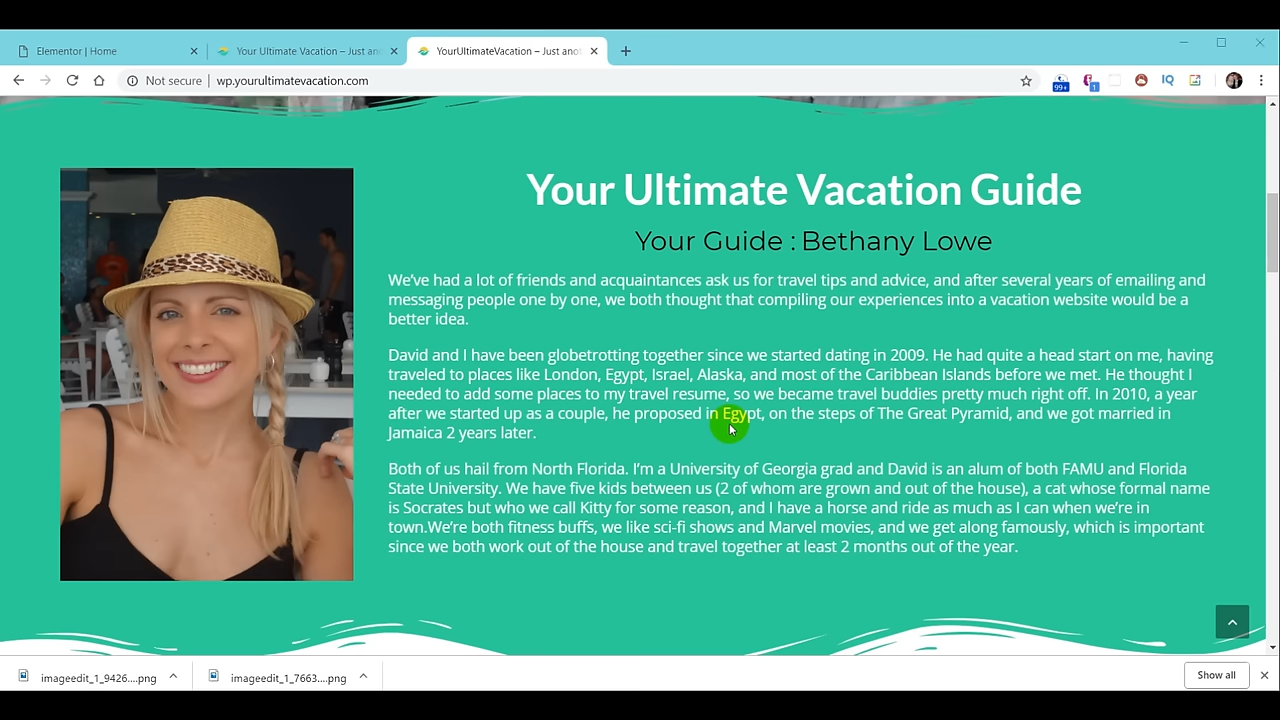 Elementor | Home
Your Ultimate Vacation – Just an
YourUltimateVacation – Just ano
Not secure
wp.yourultimatevacation.com
99+
1
IQ
Your Ultimate Vacation Guide
Your Guide : Bethany Lowe
We’ve had a lot of friends and acquaintances ask us for travel tips and advice, and after several years of emailing and
messaging people one by one, we both thought that compiling our experiences into a vacation website would be a
better idea.
David and I have been globetrotting together since we started dating in 2009. He had quite a head start on me, having
traveled to places like London, Egypt, Israel, Alaska, and most of the Caribbean Islands before we met. He thought I
needed to add some places to my travel resume, so we became travel buddies pretty much right off. In 2010, a year
after we started up as a couple, he proposed in Egypt, on the steps of The Great Pyramid, and we got married in
Jamaica 2 years later.
Both of us hail from North Florida. I’m a University of Georgia grad and David is an alum of both FAMU and Florida
State University. We have five kids between us (2 of whom are grown and out of the house), a cat whose formal name
is Socrates but who we call Kitty for some reason, and I have a horse and ride as much as I can when we’re in
town.We’re both fitness buffs, we like sci-fi shows and Marvel movies, and we get along famously, which is important
since we both work out of the house and travel together at least 2 months out of the year.
imageedit_1_9426....png
imageedit_1_7663....png
Show all